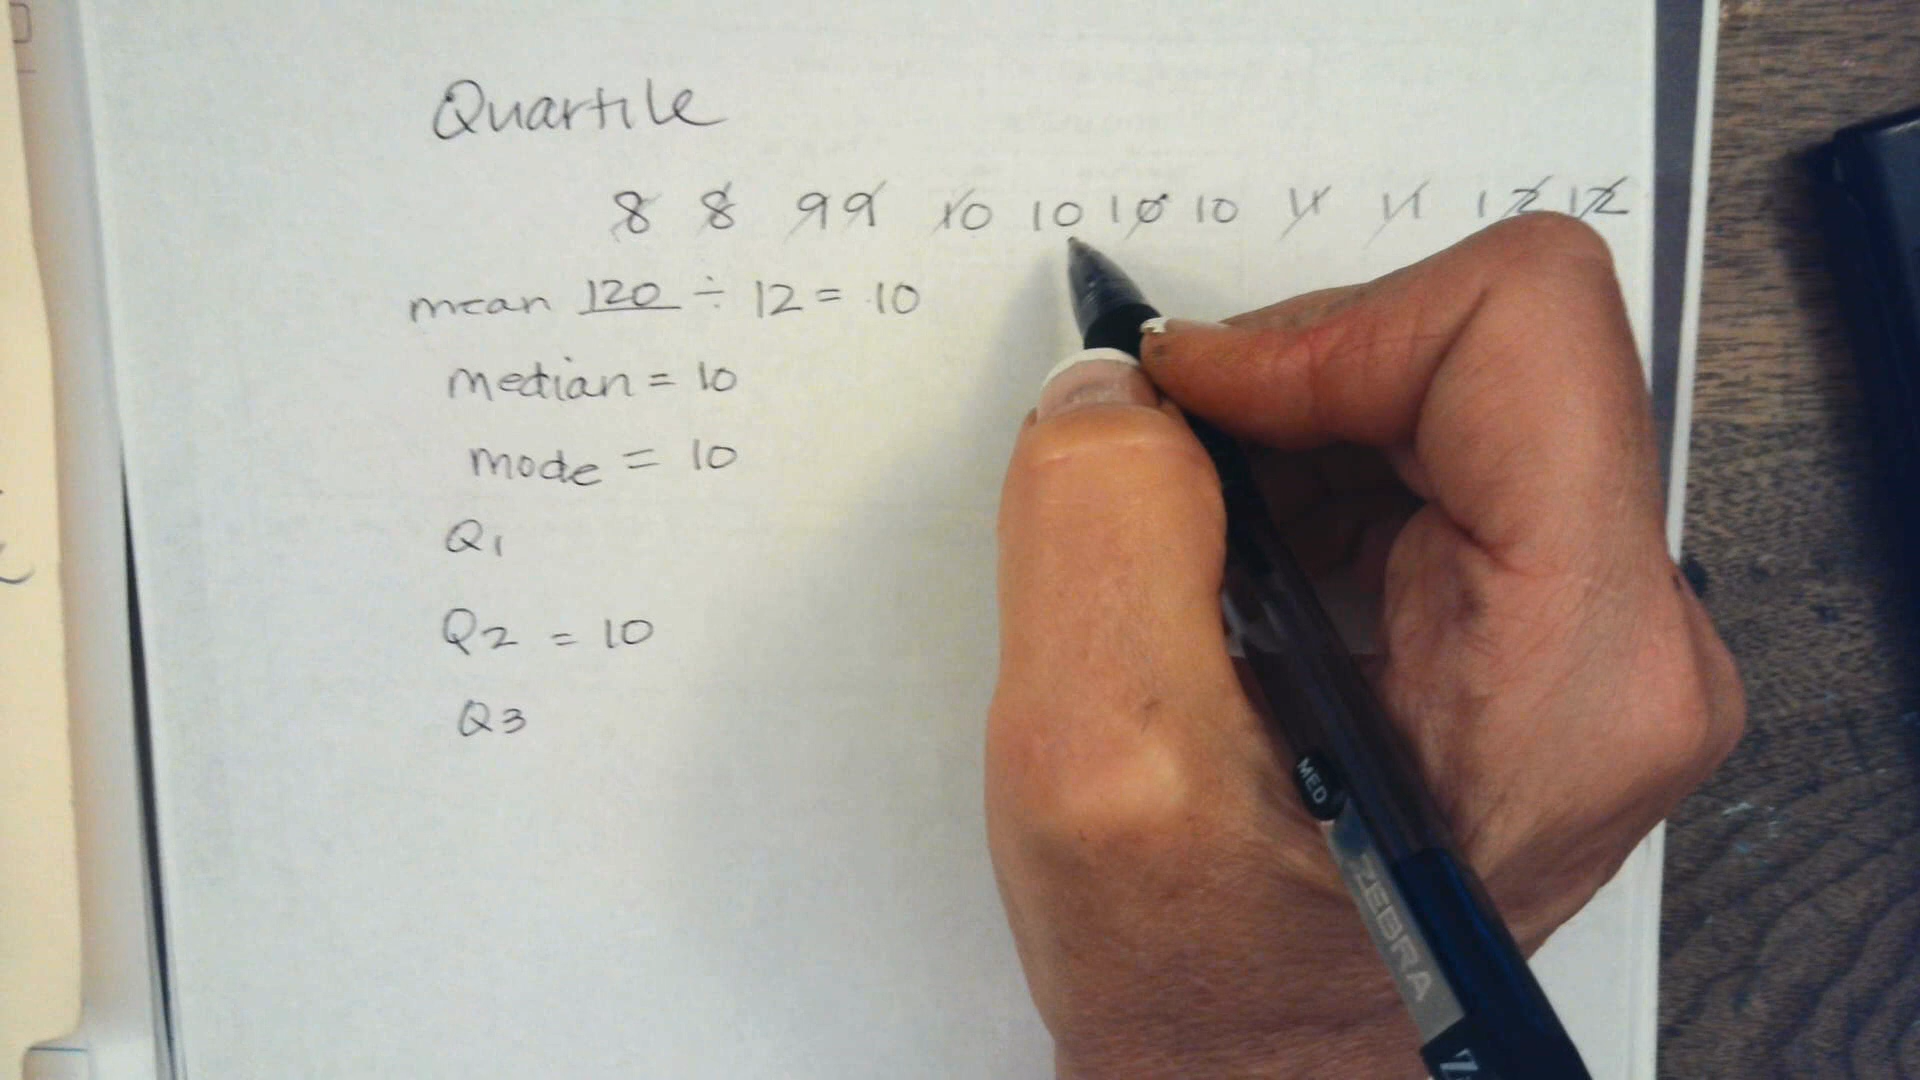 Quartile
8 8 9 9 10 10 10 10 11 11 12 12
mean 120 ÷ 12 = 10
median = 10
mode = 10
Q1
Q2 = 10
Q3
MED
ZEBRA